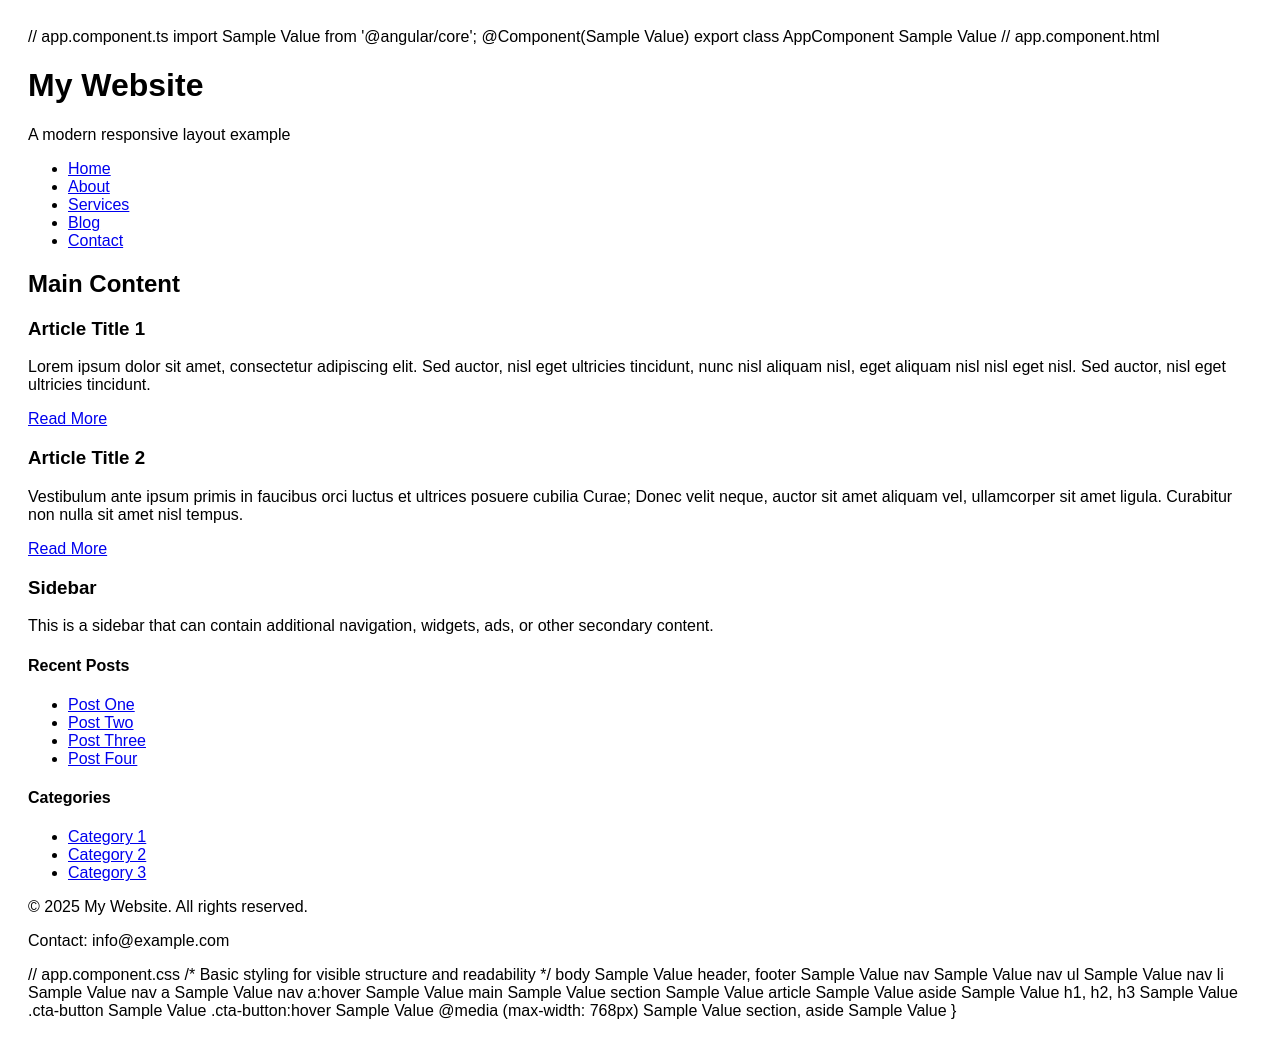 // app.component.ts import Sample Value from '@angular/core'; @Component(Sample Value) export class AppComponent Sample Value // app.component.html
My Website
A modern responsive layout example
Home
About
Services
Blog
Contact
Main Content
Article Title 1
Lorem ipsum dolor sit amet, consectetur adipiscing elit. Sed auctor, nisl eget ultricies tincidunt, nunc nisl aliquam nisl, eget aliquam nisl nisl eget nisl. Sed auctor, nisl eget
ultricies tincidunt.
Read More
Article Title 2
Vestibulum ante ipsum primis in faucibus orci luctus et ultrices posuere cubilia Curae; Donec velit neque, auctor sit amet aliquam vel, ullamcorper sit amet ligula. Curabitur
non nulla sit amet nisl tempus.
Read More
Sidebar
This is a sidebar that can contain additional navigation, widgets, ads, or other secondary content.
Recent Posts
Post One
Post Two
Post Three
Post Four
Categories
Category 1
Category 2
Category 3
© 2025 My Website. All rights reserved.
Contact: info@example.com
// app.component.css /* Basic styling for visible structure and readability */ body Sample Value header, footer Sample Value nav Sample Value nav ul Sample Value nav li
Sample Value nav a Sample Value nav a:hover Sample Value main Sample Value section Sample Value article Sample Value aside Sample Value h1, h2, h3 Sample Value
.cta-button Sample Value .cta-button:hover Sample Value @media (max-width: 768px) Sample Value section, aside Sample Value }